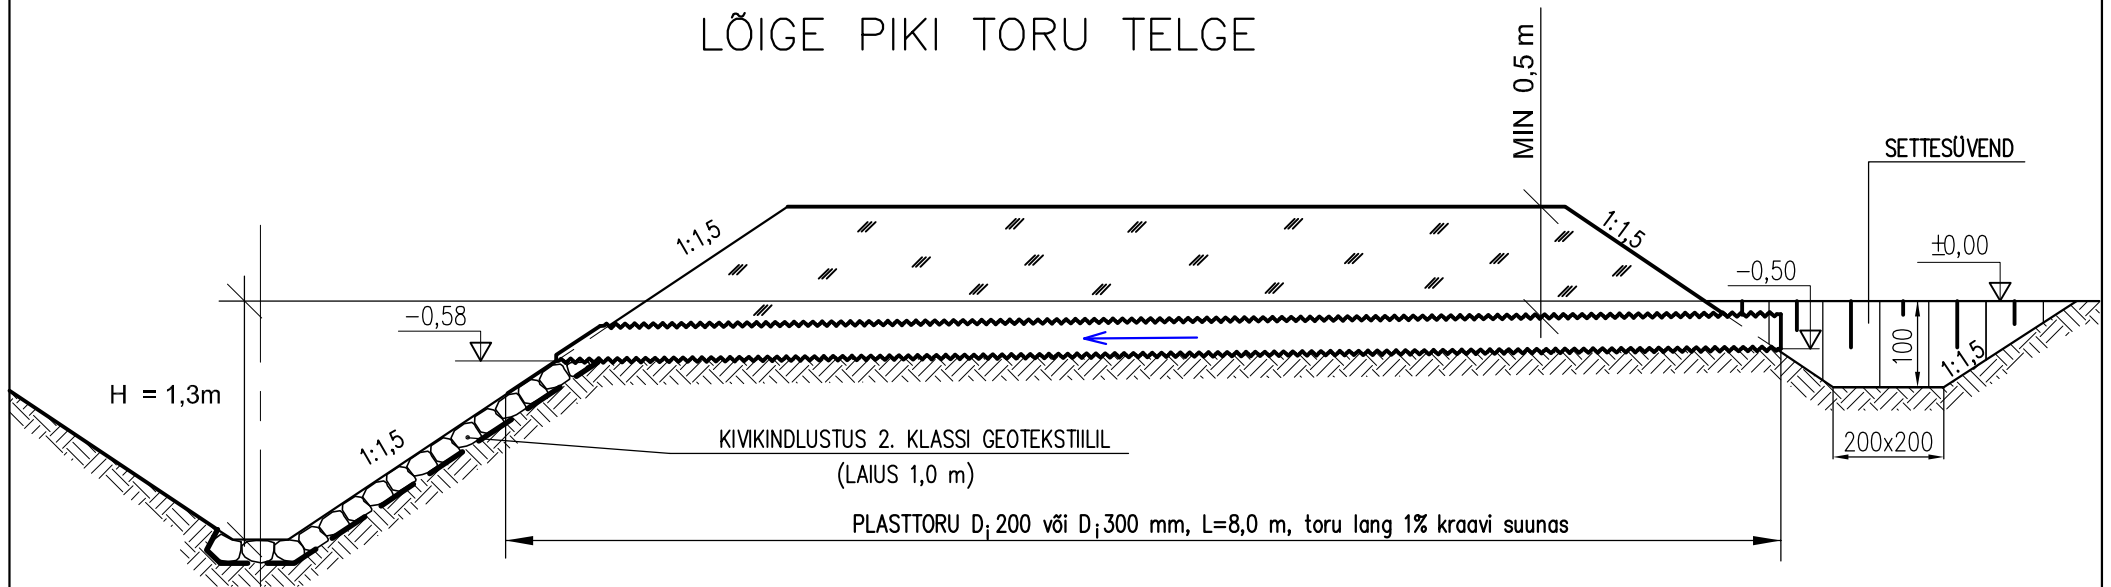 LÕIGE PIKI TORU TELGE
MIN 0,5 m
SETTESÜVEND
1:1,5
1:1,5
±0,00
-0,50
-0,58
100
1:1,5
H = 1,3m
1:1,5
KIVIKINDLUSTUS 2. KLASSI GEOTEKSTIILIL
(LAIUS 1,0 m)
200x200
PLASTTORU Di 200 või Di 300 mm, L=8,0 m, toru lang 1% kraavi suunas